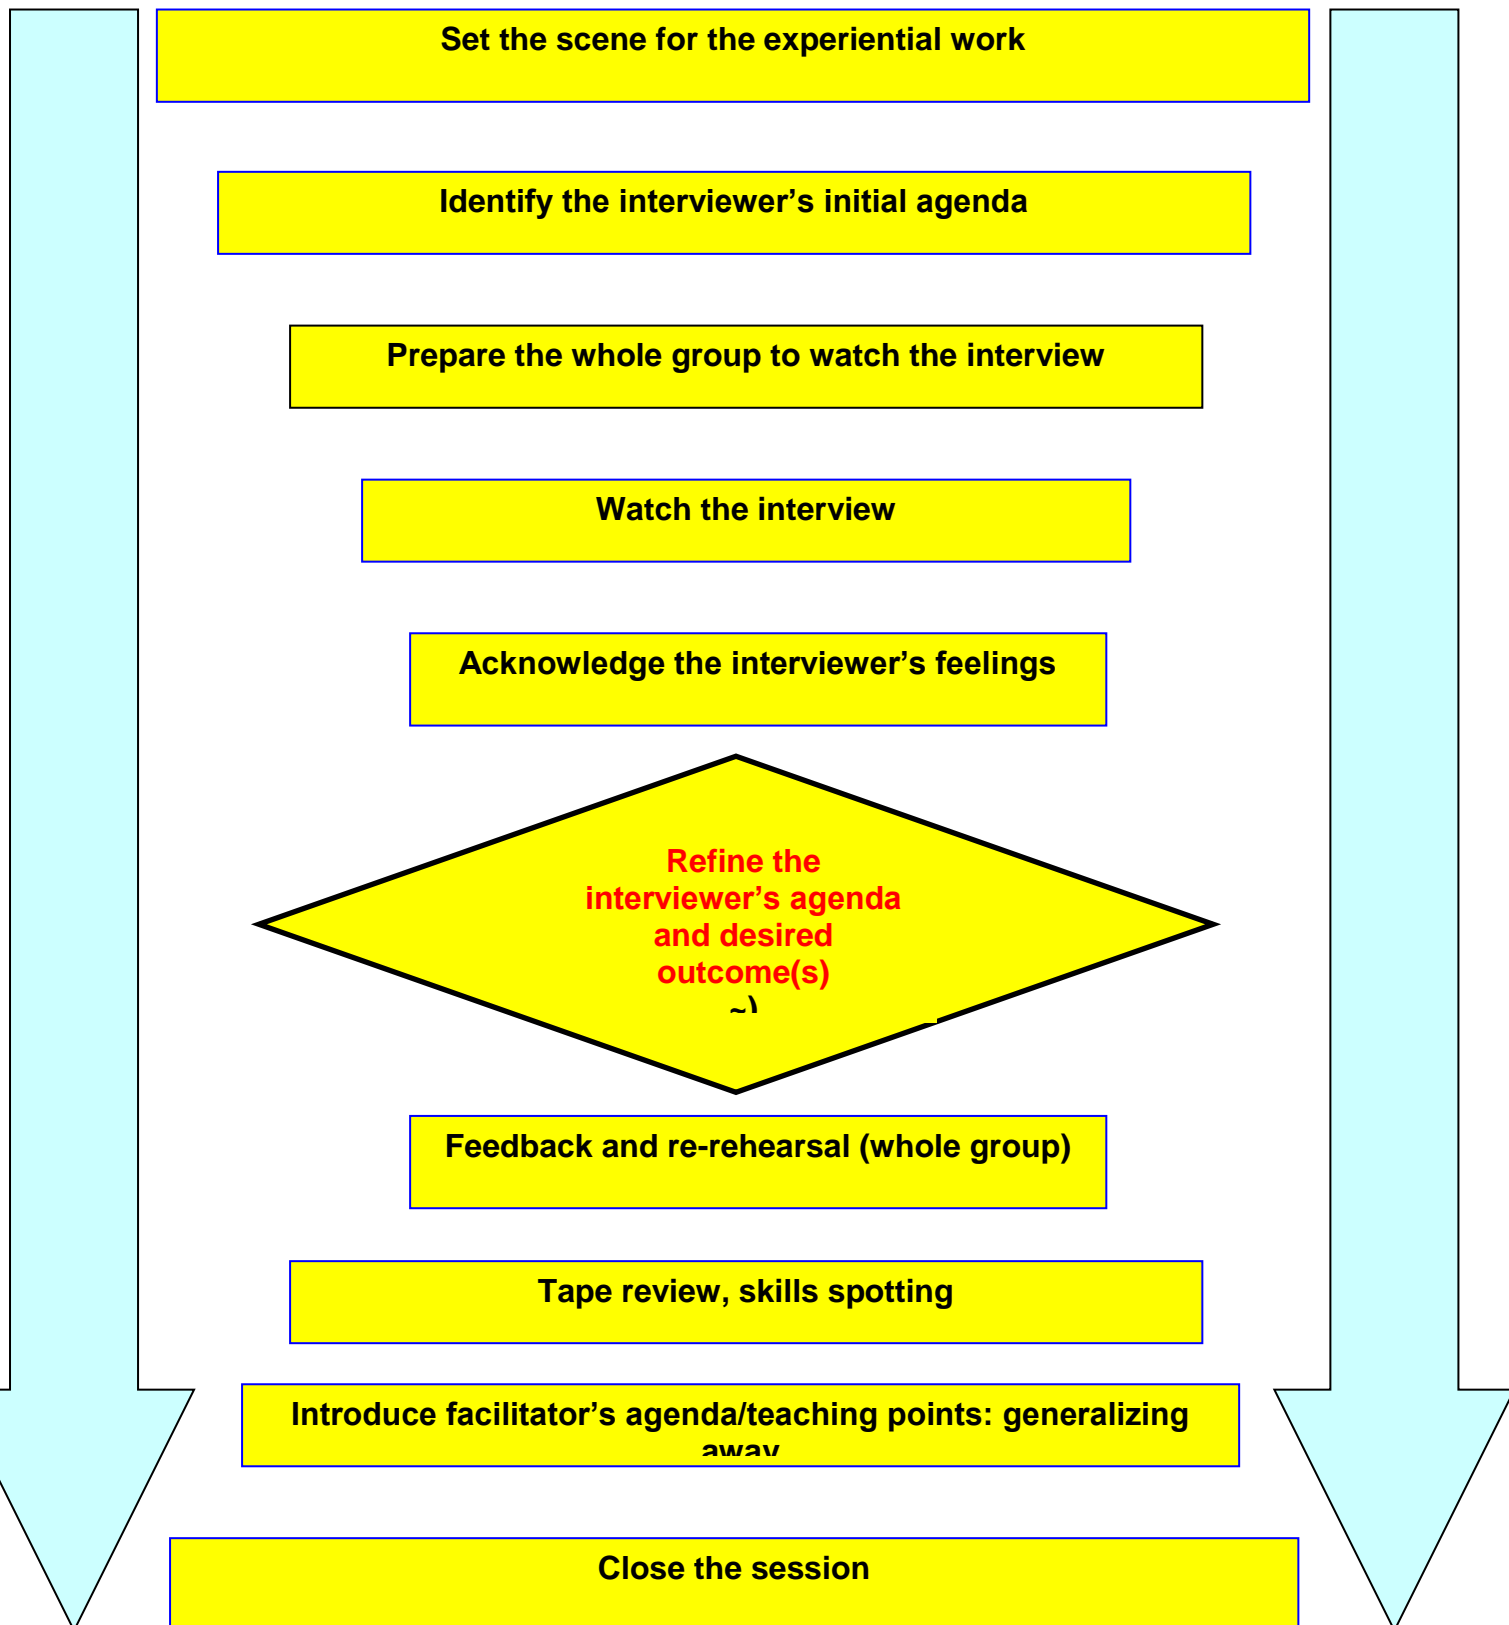 Set the scene for the experiential work
Identify the interviewer’s initial agenda
Prepare the whole group to watch the interview
Watch the interview
Acknowledge the interviewer’s feelings
Refine the
interviewer’s agenda
and desired
outcome(s)
Feedback and re-rehearsal (whole group)
Tape review, skills spotting
Introduce facilitator’s agenda/teaching points: generalizing
away
Close the session